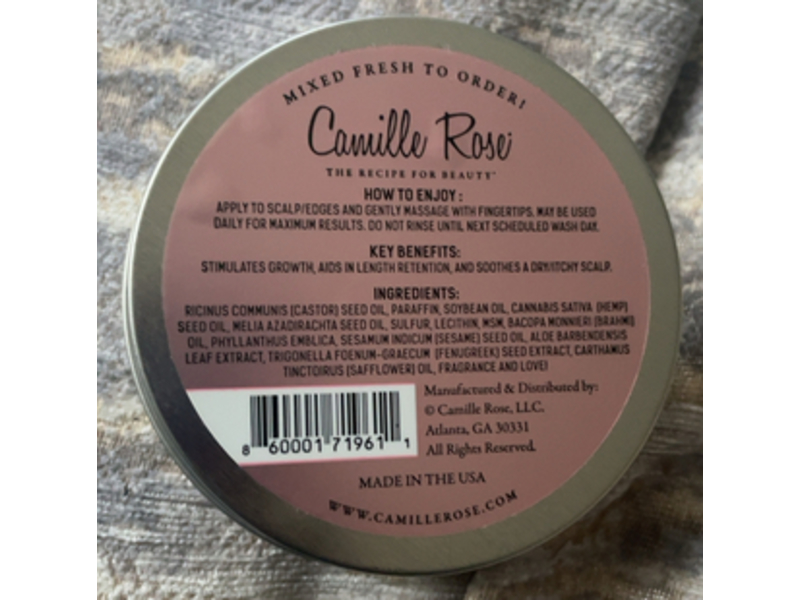 MIXED FRESH TO ORDER!
Camille Rose
THE RECIPE FOR BEAUTY™
HOW TO ENJOY :
APPLY TO SCALP/EDGES AND GENTLY MASSAGE WITH FINGERTIPS. MAY BE USED
DAILY FOR MAXIMUM RESULTS. DO NOT RINSE UNTIL NEXT SCHEDULED WASH DAY.
KEY BENEFITS:
STIMULATES GROWTH, AIDS IN LENGTH RETENTION, AND SOOTHES A DRY/ITCHY SCALP.
INGREDIENTS:
RICINUS COMMUNIS (CASTOR) SEED OIL, PARAFFIN, SOYBEAN OIL, CANNABIS SATIVA (HEMP)
SEED OIL, MELIA AZADIRACHTA SEED OIL, SULFUR, LECITHIN, MSM, BACOPA MONNIERI (BRAHMI)
OIL, PHYLLANTHUS EMBLICA, SESAMUM INDICUM (SESAME) SEED OIL, ALOE BARBENDENSIS
LEAF EXTRACT, TRIGONELLA FOENUM-GRAECUM (FENUGREEK) SEED EXTRACT, CARTHAMUS
TINCTOIRUS (SAFFLOWER) OIL, FRAGRANCE AND LOVE!
Manufactured & Distributed by:
© Camille Rose, LLC.
Atlanta, GA 30331
All Rights Reserved.
8 60001 71961 1
MADE IN THE USA
WWW.CAMILLEROSE.COM